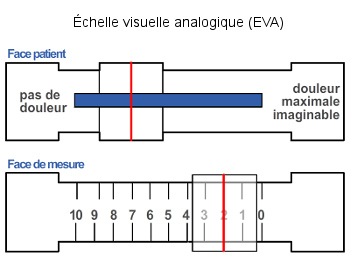 Échelle visuelle analogique (EVA)
Face patient
pas de
douleur
douleur
maximale
imaginable
Face de mesure
10 9 8 7 6 5 4 3 2 1 0